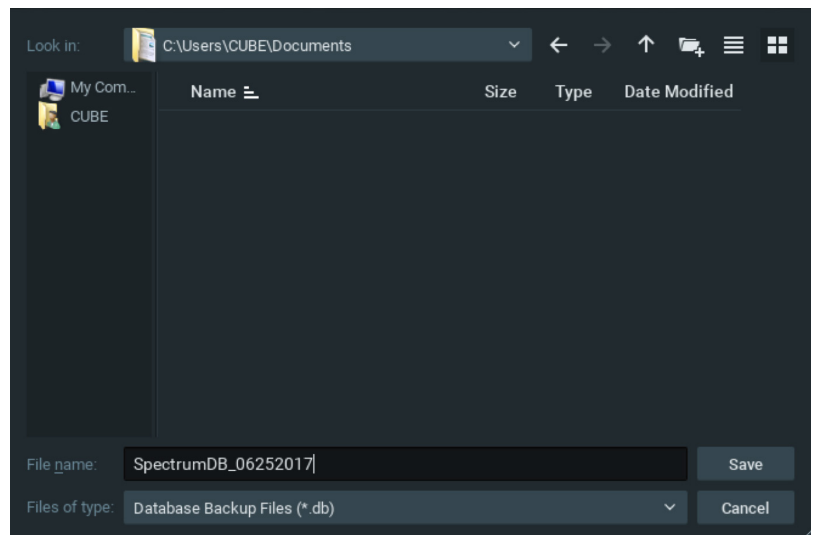 Look in: C:\Users\CUBE\Documents
My Com...
CUBE
Name Size Type Date Modified
File name: SpectrumDB_06252017 Save
Files of type: Database Backup Files (*.db) Cancel